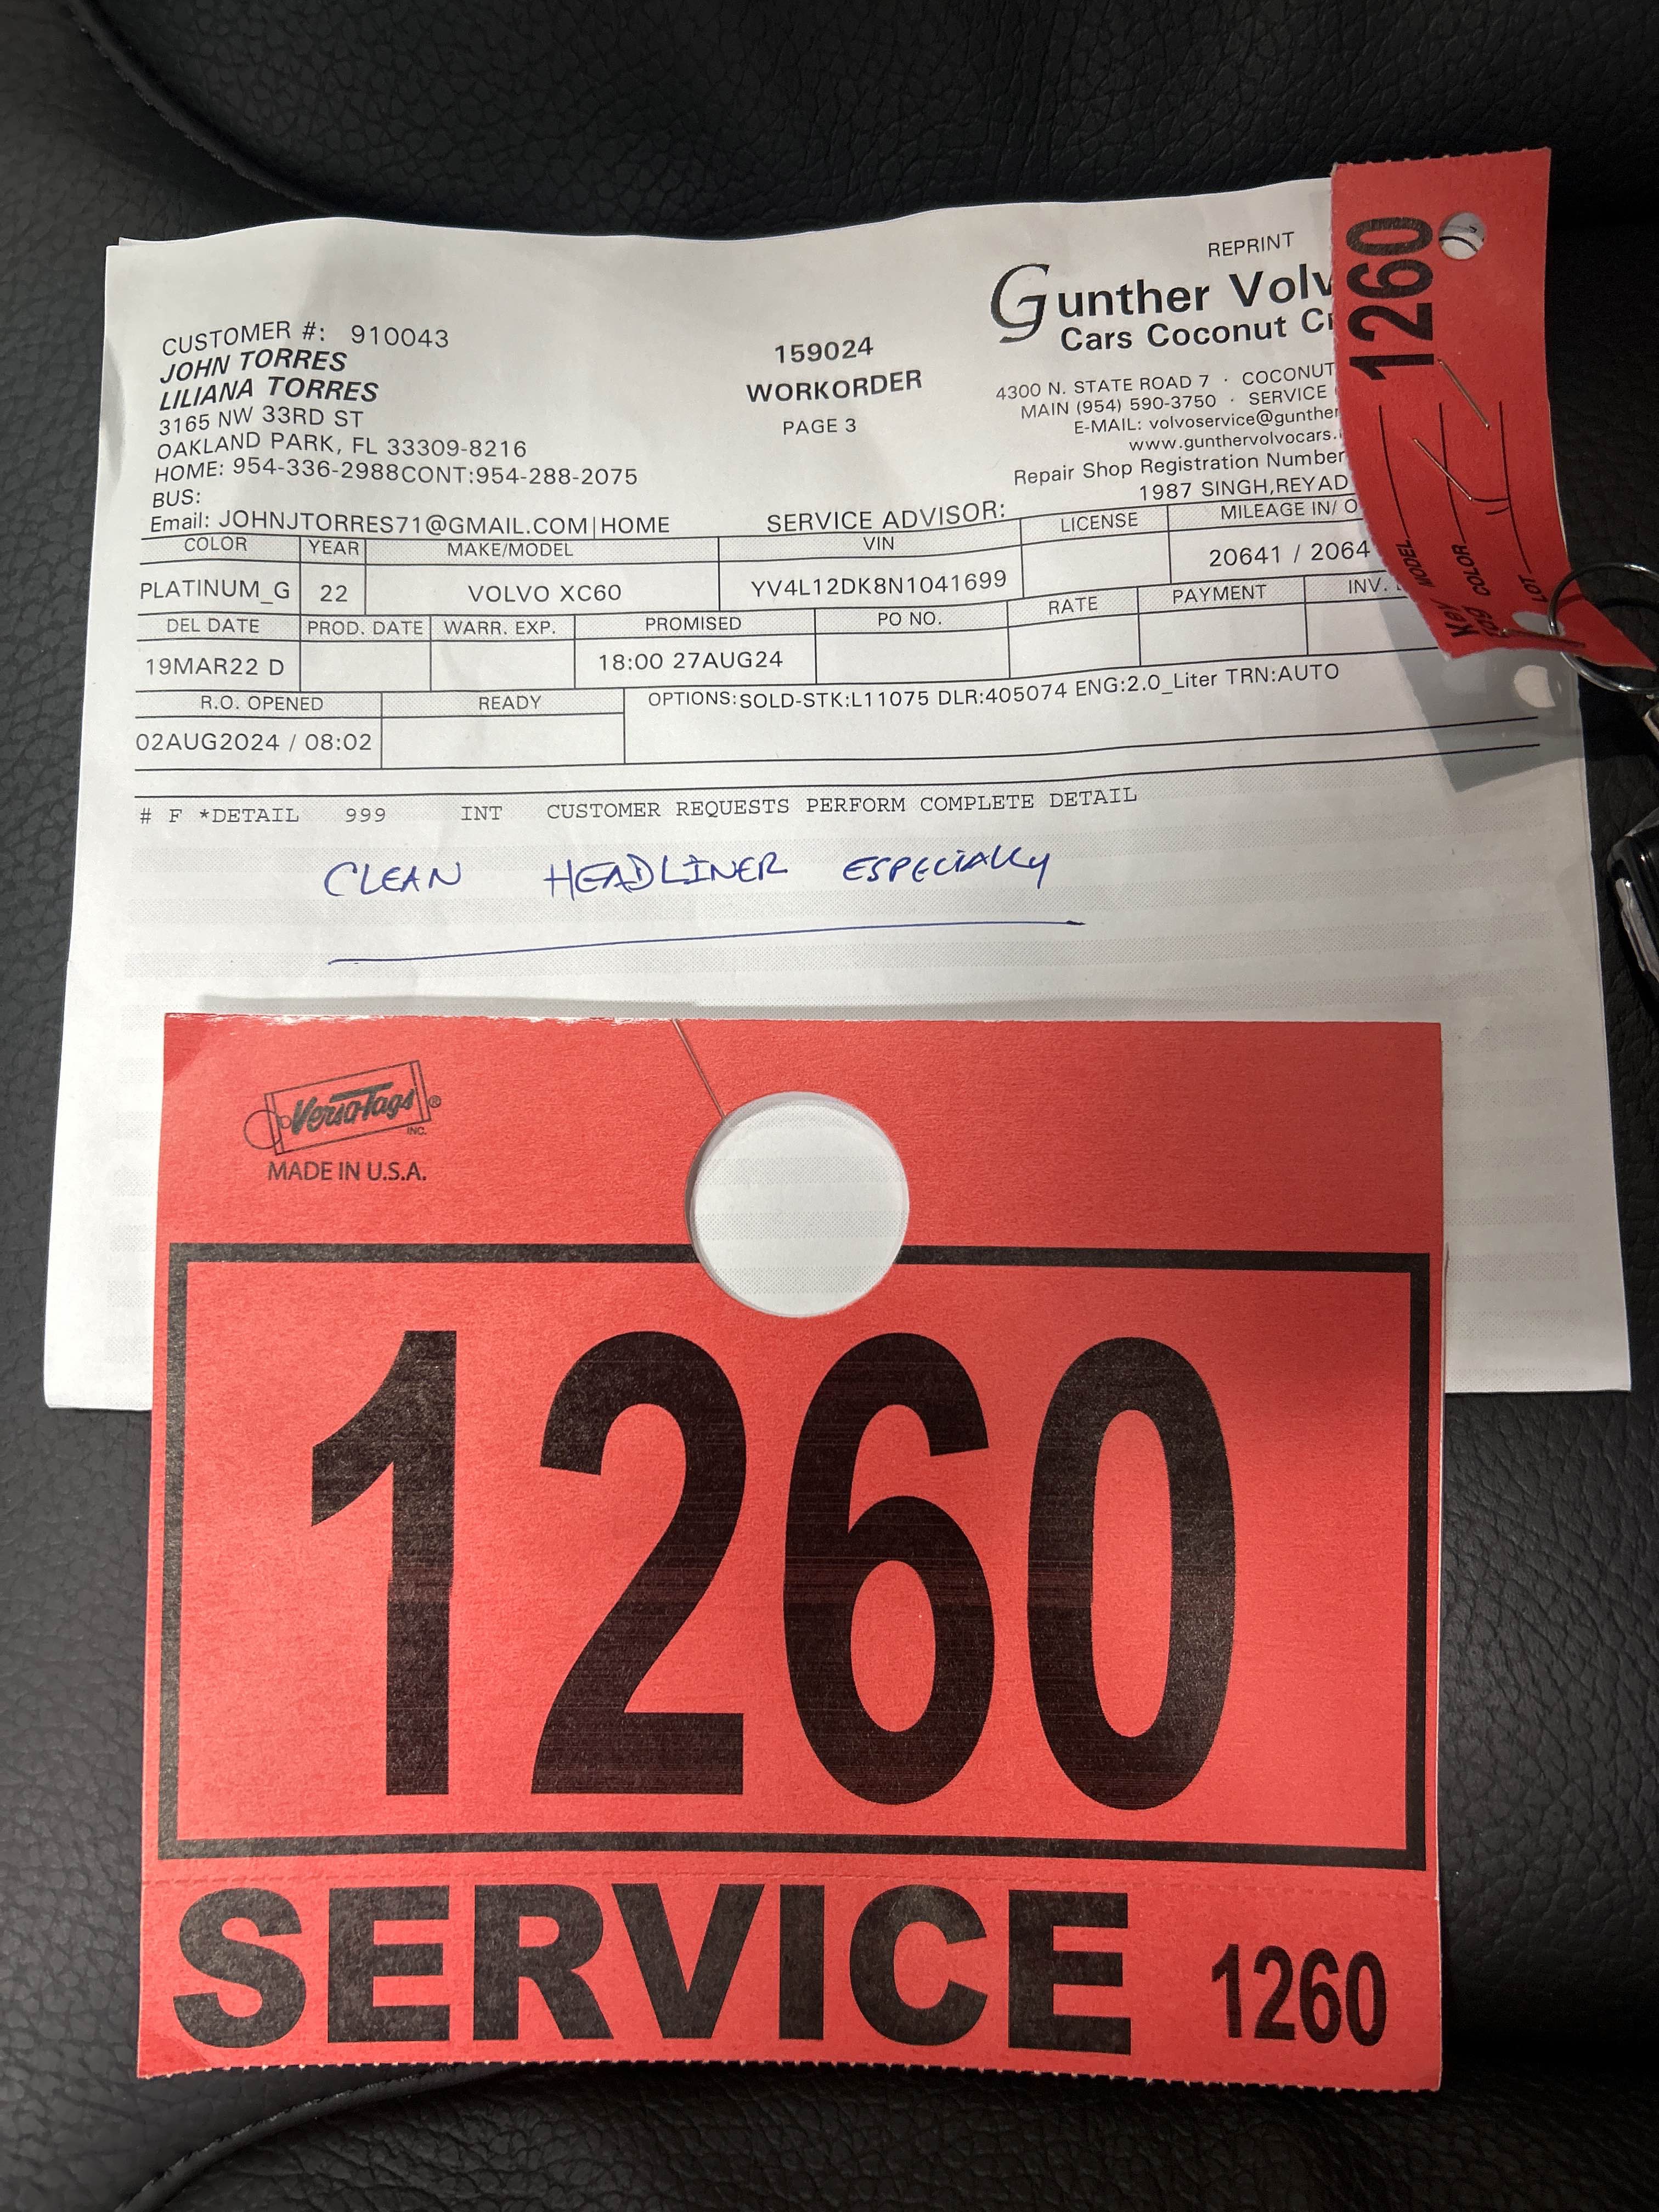 REPRINT
Gunther
Cars Coconut
4300 N. STATE ROAD 7 · COCONUT
MAIN (954) 590-3750 · SERVICE
E-MAIL: volvoservice@gunther
www.gunthervolvocars.
Repair Shop Registration Number
1987 SINGH,REYAD
CUSTOMER #: 910043
JOHN TORRES
LILIANA TORRES
3165 NW 33RD ST
OAKLAND PARK, FL 33309-8216
HOME: 954-336-2988CONT:954-288-2075
BUS:
Email: JOHNJTORRES71@GMAIL.COM|HOME
159024
WORKORDER
PAGE 3
SERVICE ADVISOR:
COLOR YEAR MAKE/MODEL VIN LICENSE MILEAGE IN/ O
PLATINUM_G 22 VOLVO XC60 YV4L12DK8N1041699 20641 / 2064
DEL DATE PROD. DATE WARR. EXP. PROMISED PO NO. RATE PAYMENT INV.
19MAR22 D 18:00 27AUG24
R.O. OPENED READY OPTIONS:SOLD-STK:L11075 DLR:405074 ENG:2.0_Liter TRN:AUTO
02AUG2024 / 08:02
# F *DETAIL 999 INT CUSTOMER REQUESTS PERFORM COMPLETE DETAIL
CLEAN HEADLINER ESPECIALLY
1260
MODEL
COLOR
LOT
Key Tag
VersaTags®
INC.
MADE IN U.S.A.
1260
SERVICE 1260